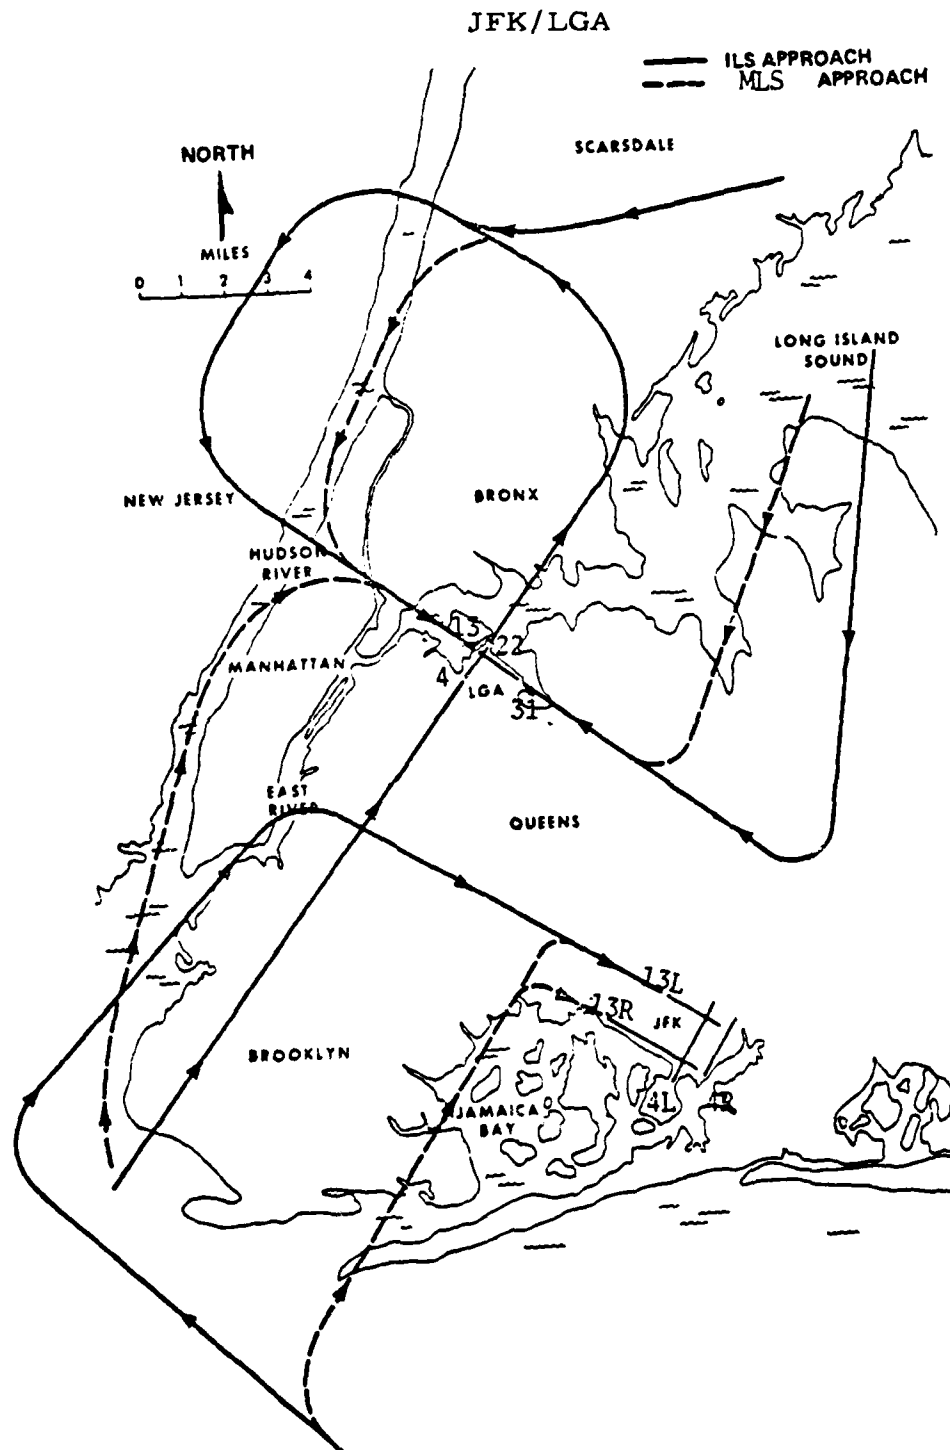 JFK/LGA
ILS APPROACH
MLS APPROACH
SCARSDALE
NORTH
MILES
0 1 2 3 4
LONG ISLAND
SOUND
NEW JERSEY
BRONX
HUDSON
RIVER
13
22
MANHATTAN
4
LGA
31
EAST
RIVER
QUEENS
13L
13R
JFK
BROOKLYN
4L
4R
JAMAICA
BAY